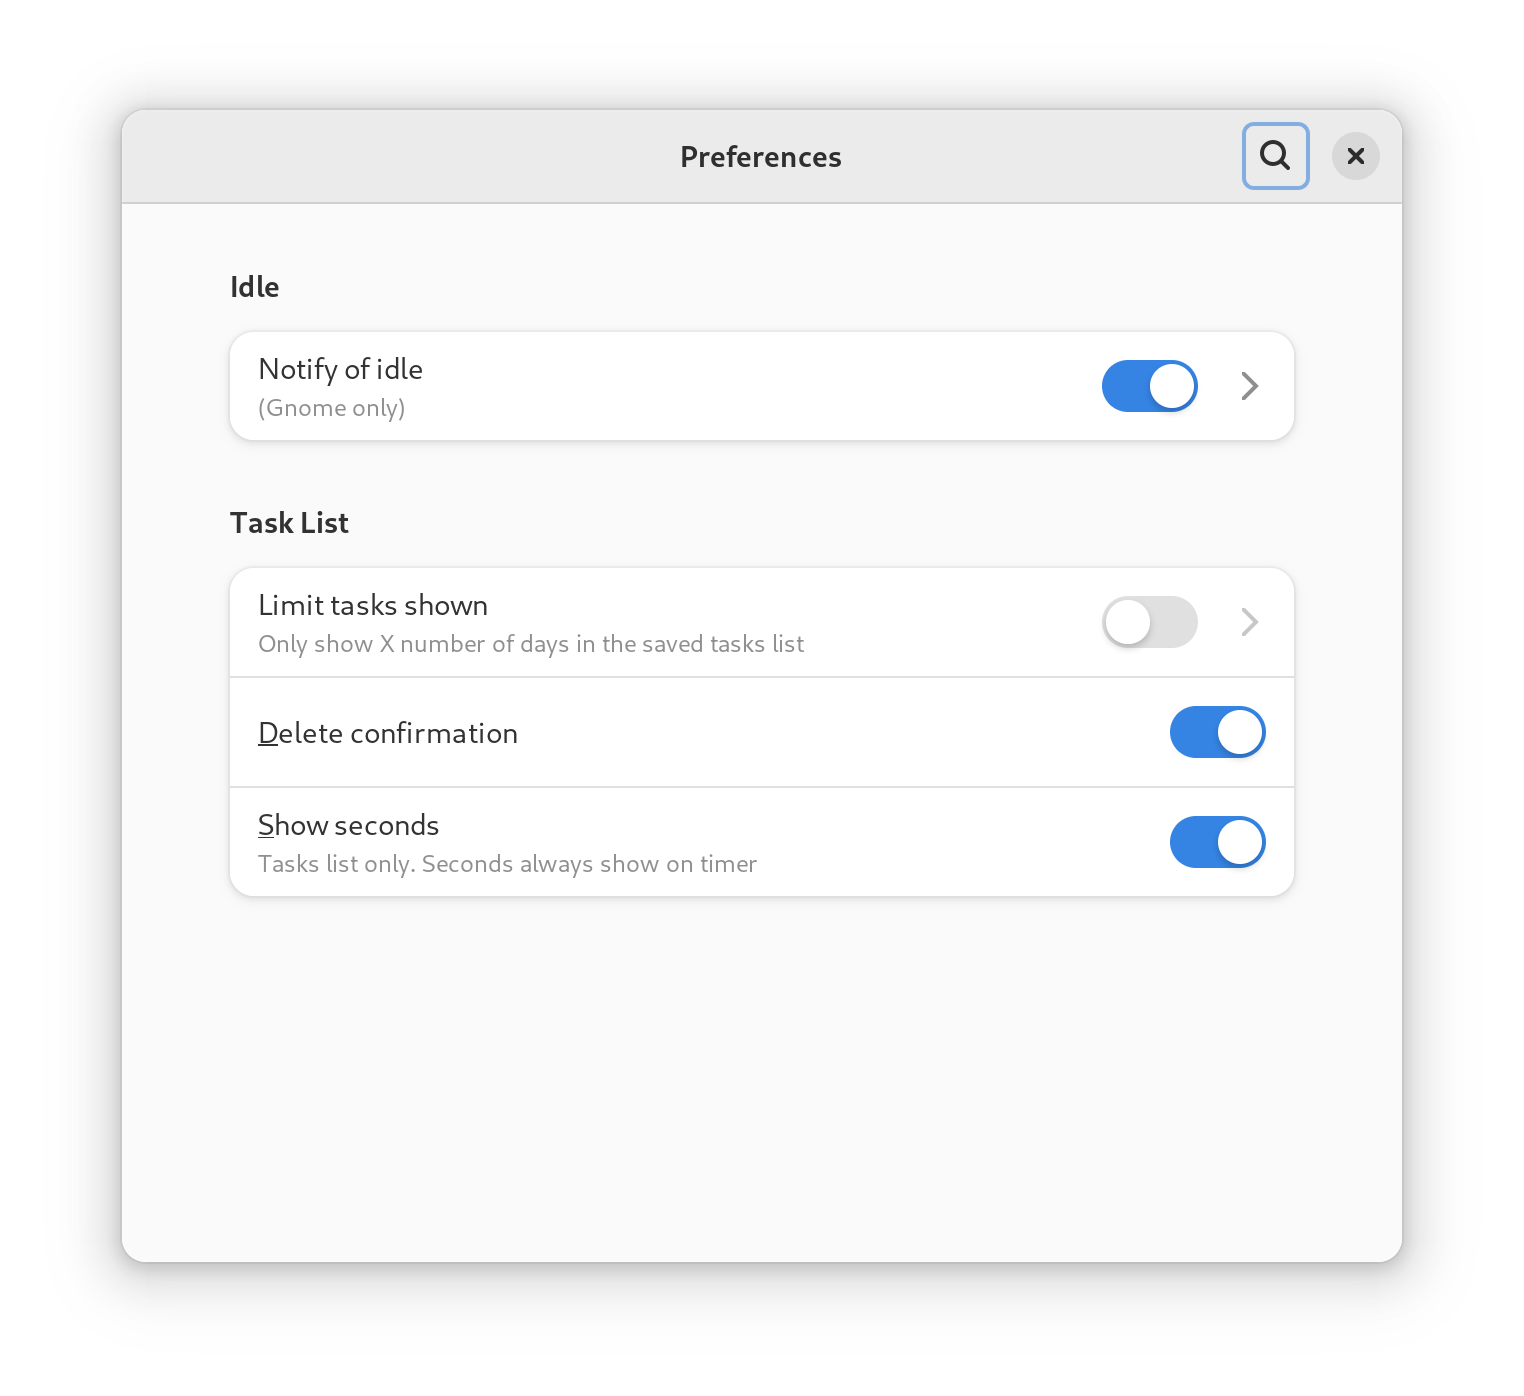 Preferences
Idle
Notify of idle
(Gnome only)
Task List
Limit tasks shown
Only show X number of days in the saved tasks list
Delete confirmation
Show seconds
Tasks list only. Seconds always show on timer